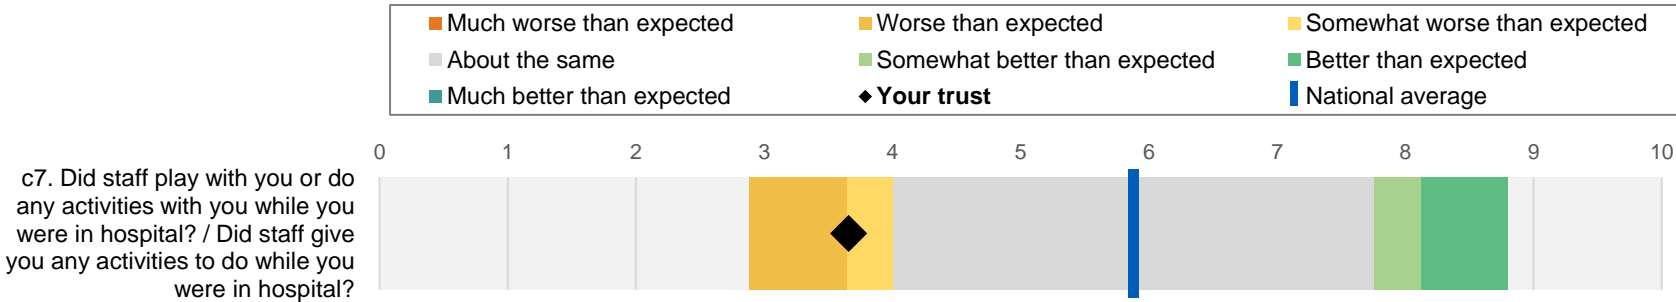 Much worse than expected Worse than expected Somewhat worse than expected
About the same Somewhat better than expected Better than expected
Much better than expected Your trust National average
0 1 2 3 4 5 6 7 8 9 10
c7. Did staff play with you or do
any activities with you while you
were in hospital? / Did staff give
you any activities to do while you
were in hospital?